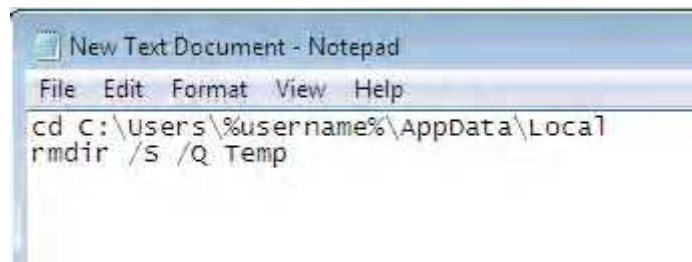 New Text Document - Notepad
File Edit Format View Help
cd C:\Users\%username%\AppData\Local
rmdir /S /Q Temp